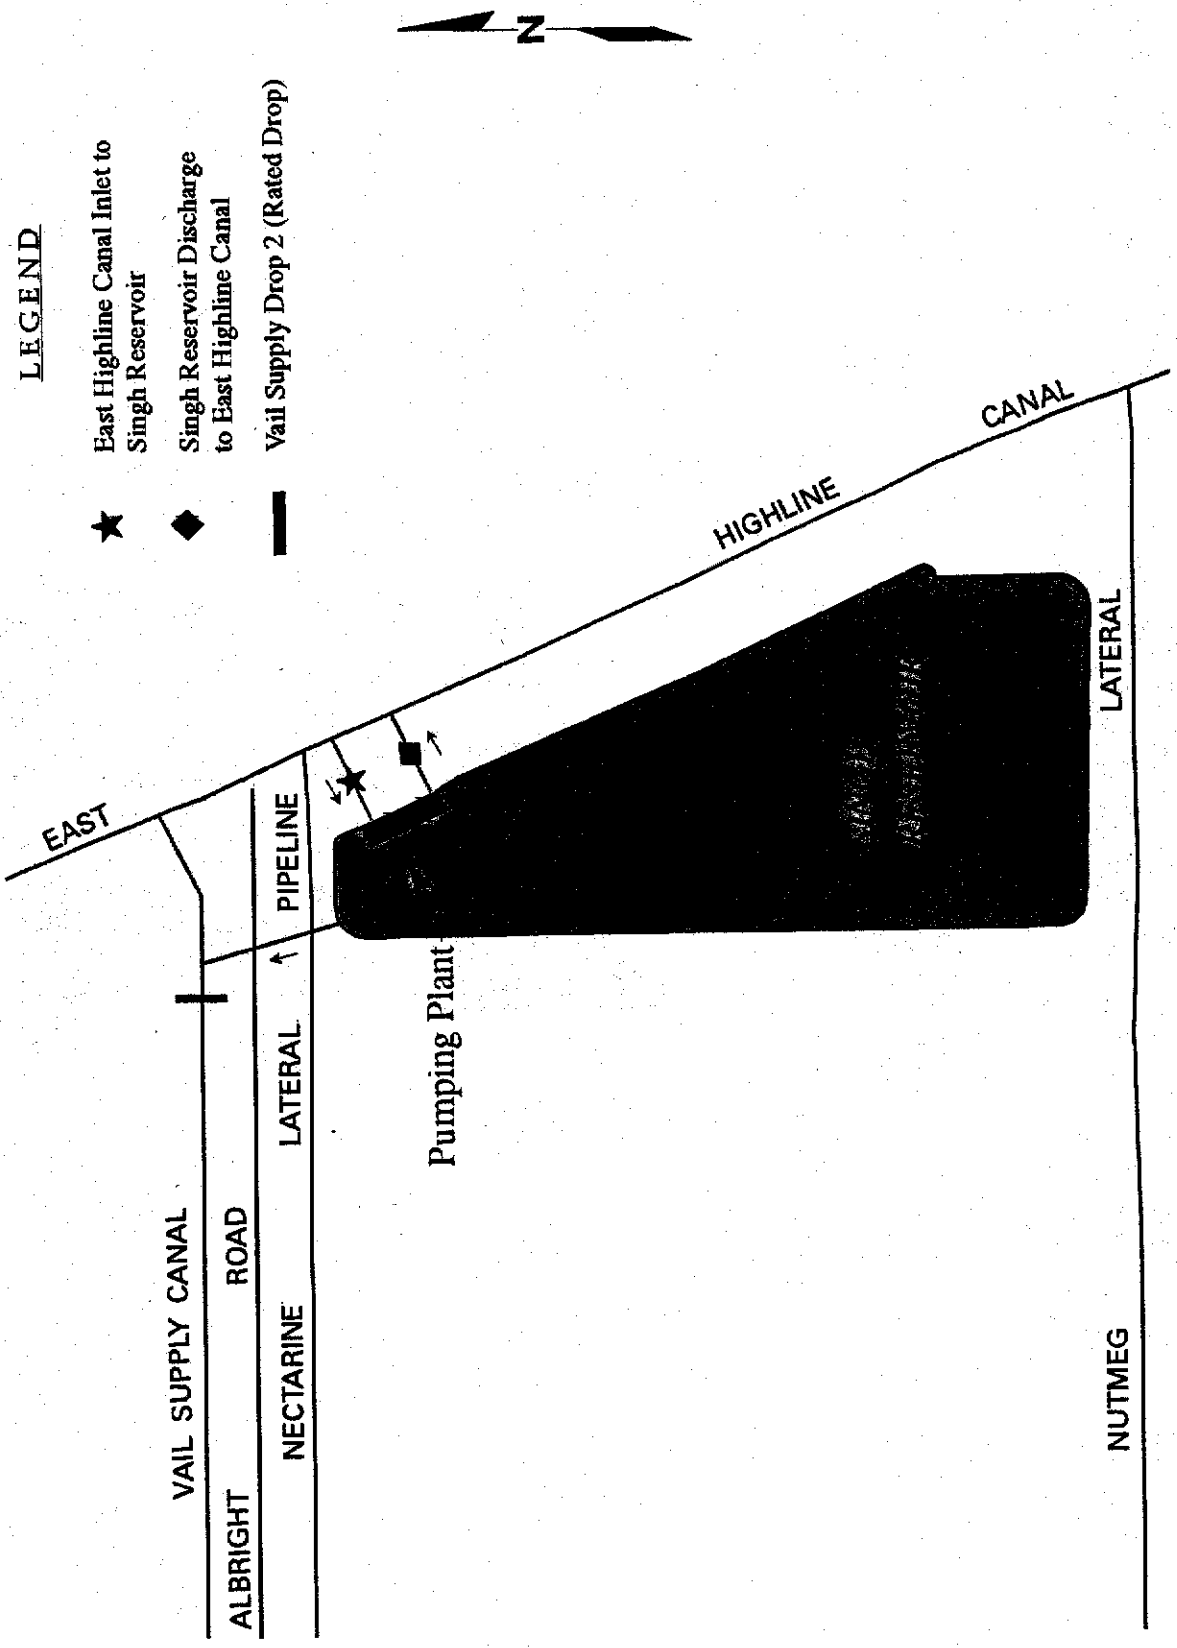 LEGEND
East Highline Canal Inlet to
Singh Reservoir
Singh Reservoir Discharge
to East Highline Canal
Vail Supply Drop 2 (Rated Drop)
N
EAST
HIGHLINE
CANAL
VAIL SUPPLY CANAL
ALBRIGHT
ROAD
NECTARINE
LATERAL
PIPELINE
Pumping Plant
NUTMEG
LATERAL